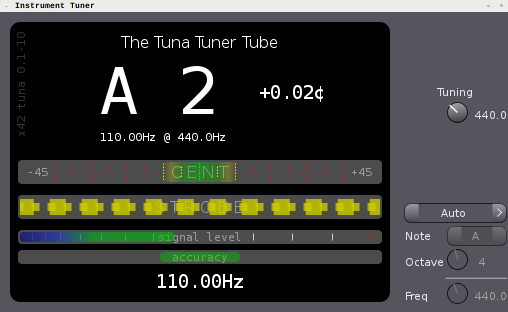 Instrument Tuner
The Tuna Tuner Tube
x42 tuna 0.1-10
A 2 +0.02¢
110.00Hz @ 440.0Hz
-45 CENT +45
STROBE
signal level
accuracy
110.00Hz
Tuning
440.0
Auto
Note A
Octave 4
Freq 440.0